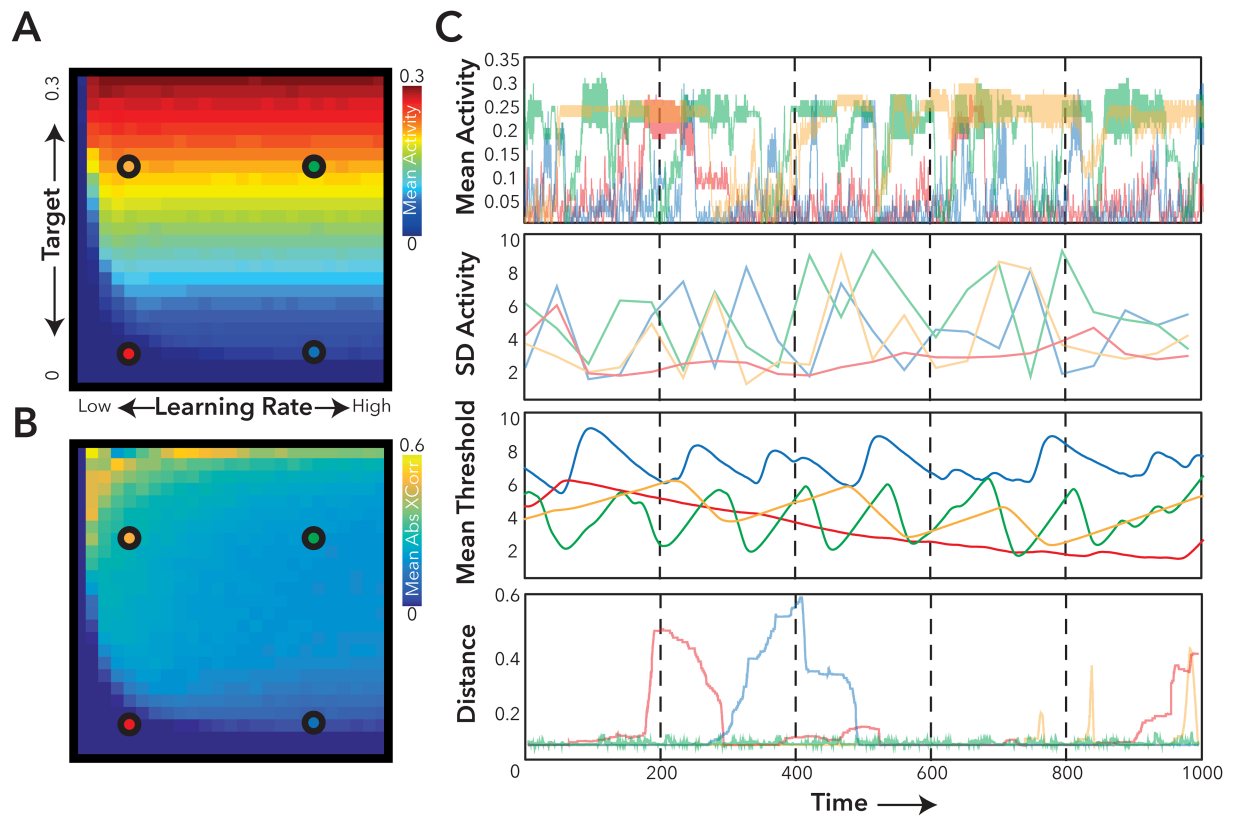 A
0.3
Target
0
0.3
Mean Activity
0
Low Learning Rate High
B
0.6
Mean Abs XCorr
0
C
Mean Activity
0.35
0.3
0.25
0.2
0.15
0.1
0.05
SD Activity
10
8
6
4
2
Mean Threshold
10
8
6
4
2
Distance
0.6
0.4
0.2
0 200 400 600 800 1000
Time